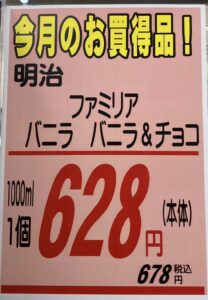 今月のお買得品！
明治
ファミリア
バニラ　バニラ＆チョコ
1000ml
1個
628円
(本体)
678円
税込